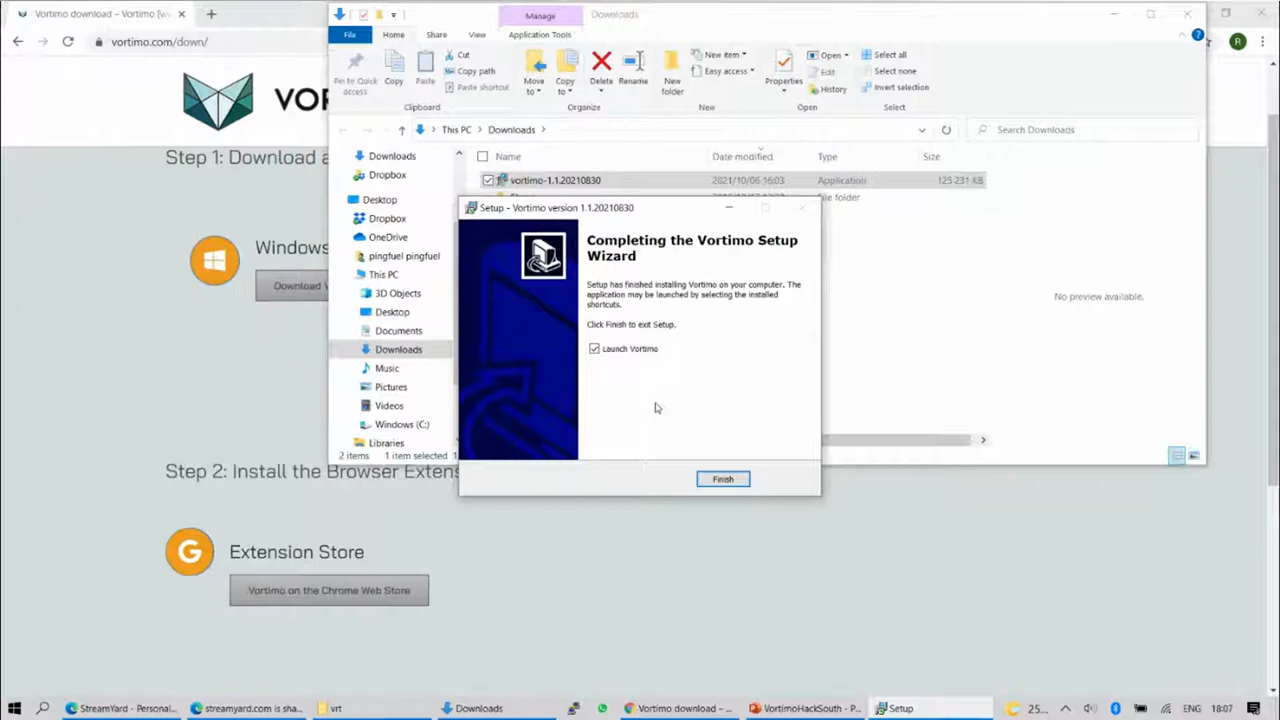 Vortimo download – Vortimo [w
vortimo.com/down/
R
VOR
Step 1: Download a
Windows
Download V
Step 2: Install the Browser Exten
G
Extension Store
Vortimo on the Chrome Web Store
Manage
Downloads
File
Home
Share
View
Application Tools
Pin to Quick access
Copy
Paste
Cut
Copy path
Paste shortcut
Clipboard
Move to
Copy to
Delete
Rename
Organize
New folder
New item
Easy access
New
Properties
Open
Edit
History
Open
Select all
Select none
Invert selection
Select
This PC
Downloads
Search Downloads
Downloads
Dropbox
Desktop
Dropbox
OneDrive
pingfuel pingfuel
This PC
3D Objects
Desktop
Documents
Downloads
Music
Pictures
Videos
Windows (C:)
Libraries
2 items
1 item selected
Name
Date modified
Type
Size
vortimo-1.1.20210830
2021/10/06 16:03
Application
125 231 KB
File folder
No preview available.
Setup - Vortimo version 1.1.20210830
Completing the Vortimo Setup
Wizard
Setup has finished installing Vortimo on your computer. The
application may be launched by selecting the installed
shortcuts.
Click Finish to exit Setup.
Launch Vortimo
Finish
StreamYard - Personal...
streamyard.com is sha...
vrt
Downloads
Vortimo download –...
VortimoHackSouth - P...
Setup
25...
ENG
18:07